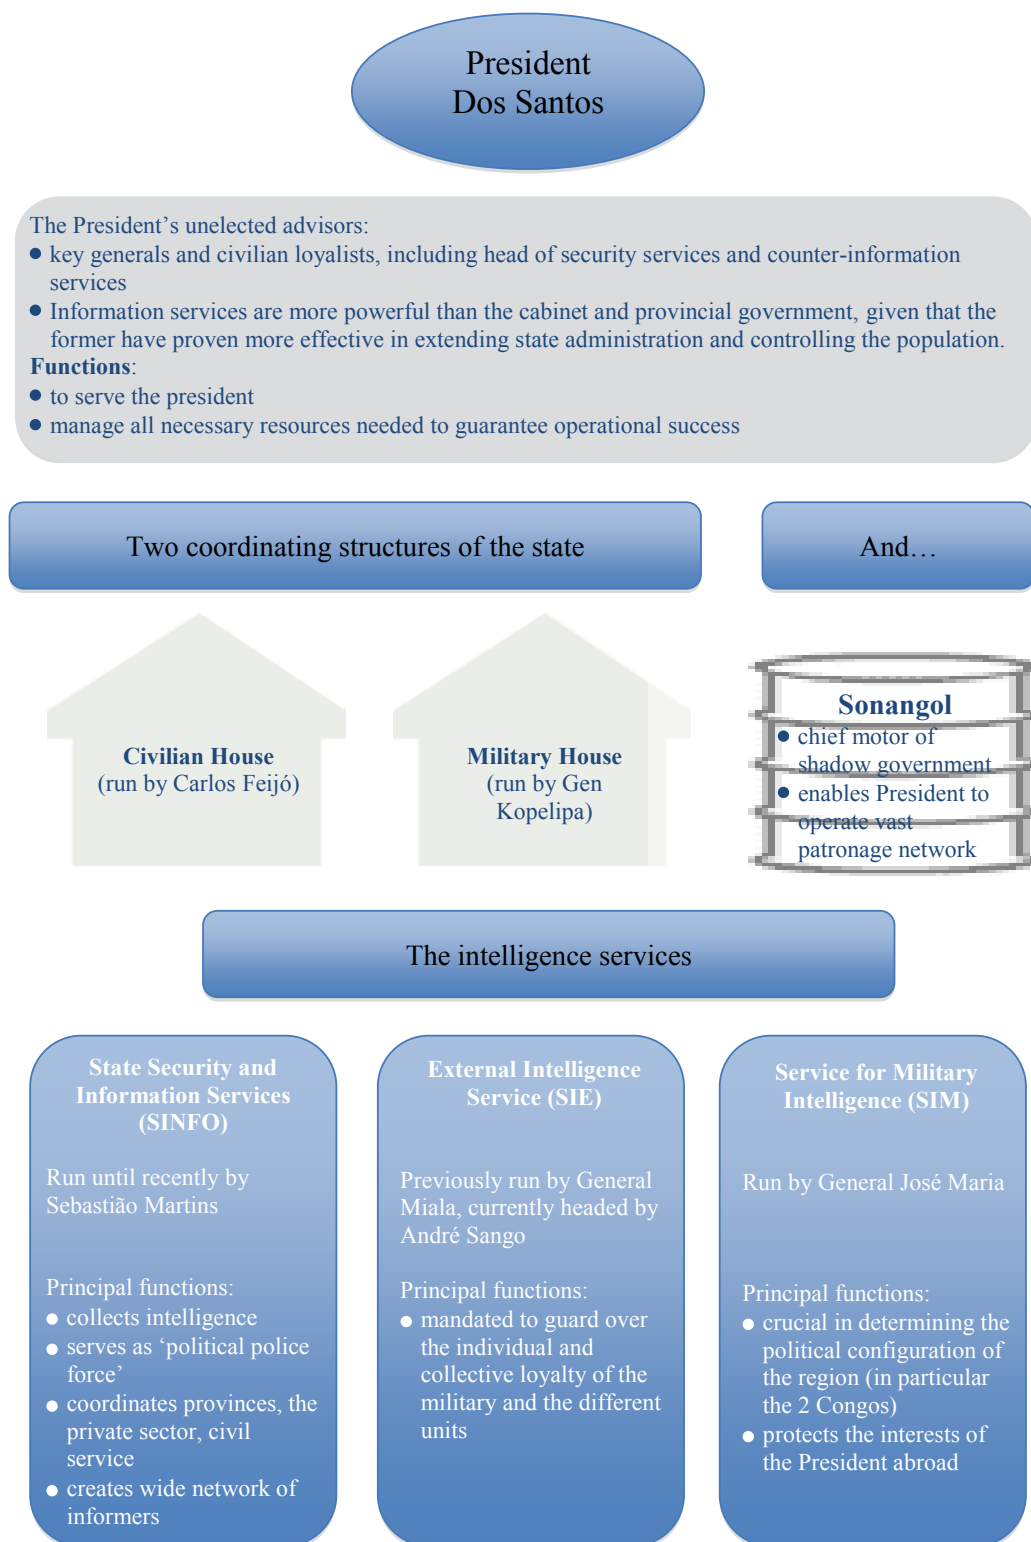 President
Dos Santos
The President’s unelected advisors:
● key generals and civilian loyalists, including head of security services and counter-information
services
● Information services are more powerful than the cabinet and provincial government, given that the
former have proven more effective in extending state administration and controlling the population.
Functions:
● to serve the president
● manage all necessary resources needed to guarantee operational success
Two coordinating structures of the state
And…
Civilian House
(run by Carlos Feijó)
Military House
(run by Gen
Kopelipa)
Sonangol
● chief motor of
shadow government
● enables President to
operate vast
patronage network
The intelligence services
State Security and
Information Services
(SINFO)
Run until recently by
Sebastião Martins
Principal functions:
● collects intelligence
● serves as ‘political police
force’
● coordinates provinces, the
private sector, civil
service
● creates wide network of
informers
External Intelligence
Service (SIE)
Previously run by General
Miala, currently headed by
André Sango
Principal functions:
● mandated to guard over
the individual and
collective loyalty of the
military and the different
units
Service for Military
Intelligence (SIM)
Run by General José Maria
Principal functions:
● crucial in determining the
political configuration of
the region (in particular
the 2 Congos)
● protects the interests of
the President abroad